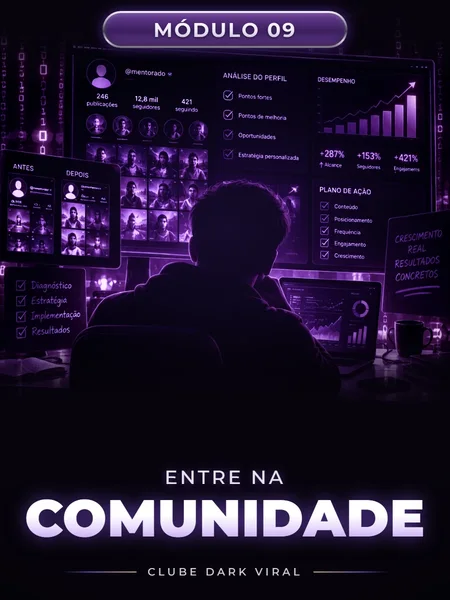 MÓDULO 09
@mentorado
246
publicações
12,8 mil
seguidores
421
seguindo
ANÁLISE DO PERFIL
Pontos fortes
Pontos de melhoria
Oportunidades
Estratégia personalizada
DESEMPENHO
+287%
Alcance
+153%
Seguidores
+421%
Engajamento
PLANO DE AÇÃO
Conteúdo
Posicionamento
Frequência
Engajamento
Crescimento
ANTES
DEPOIS
Diagnóstico
Estratégia
Implementação
Resultados
CRESCIMENTO
REAL
RESULTADOS
CONCRETOS
ENTRE NA
COMUNIDADE
CLUBE DARK VIRAL